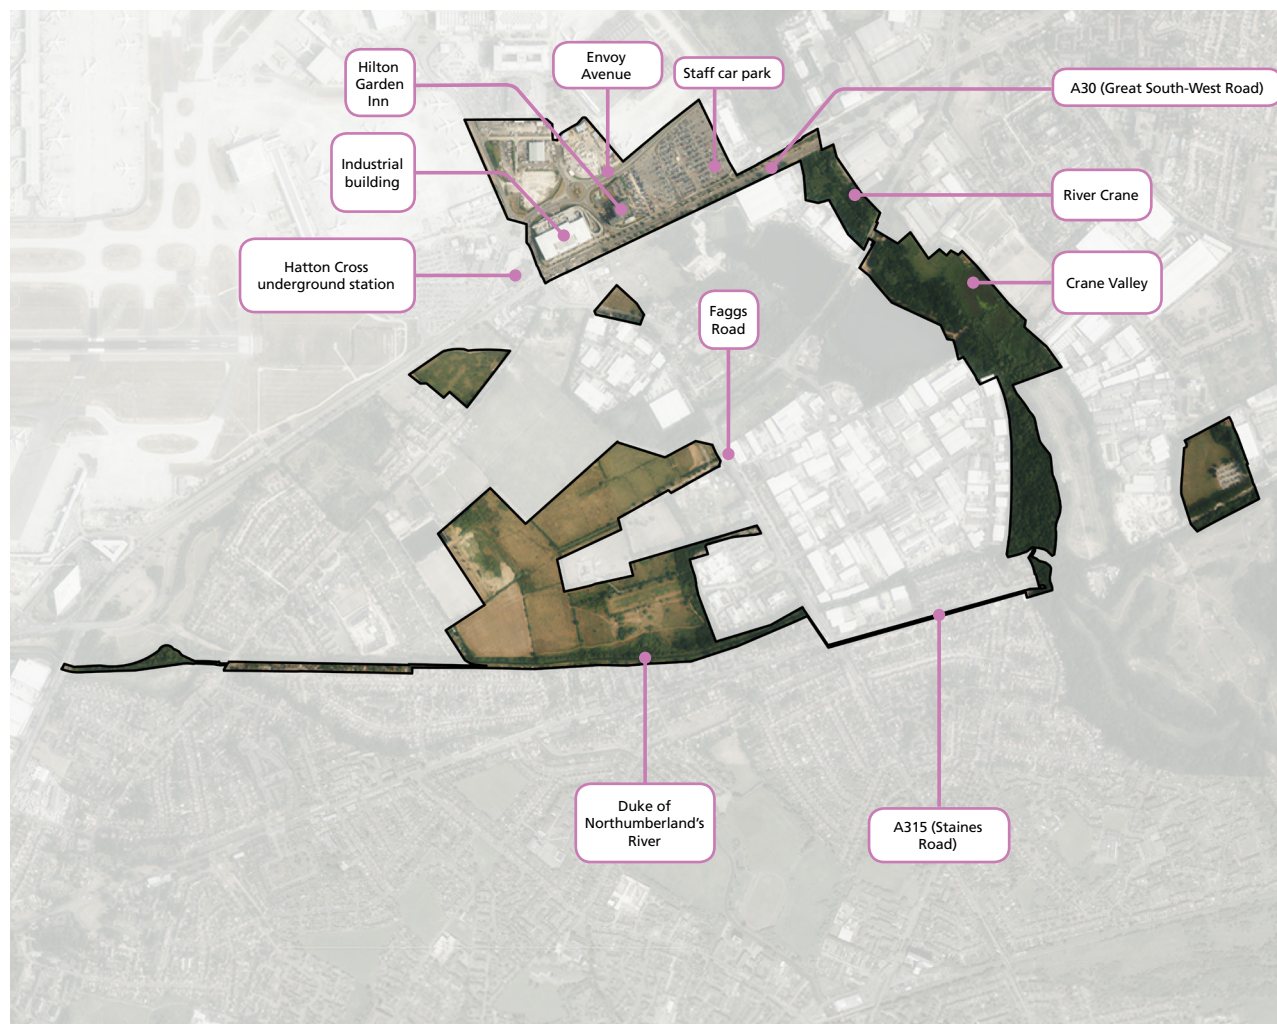 Hilton
Garden
Inn
Envoy
Avenue
Staff car park
A30 (Great South-West Road)
Industrial
building
River Crane
Hatton Cross
underground station
Crane Valley
Faggs
Road
Duke of
Northumberland’s
River
A315 (Staines
Road)